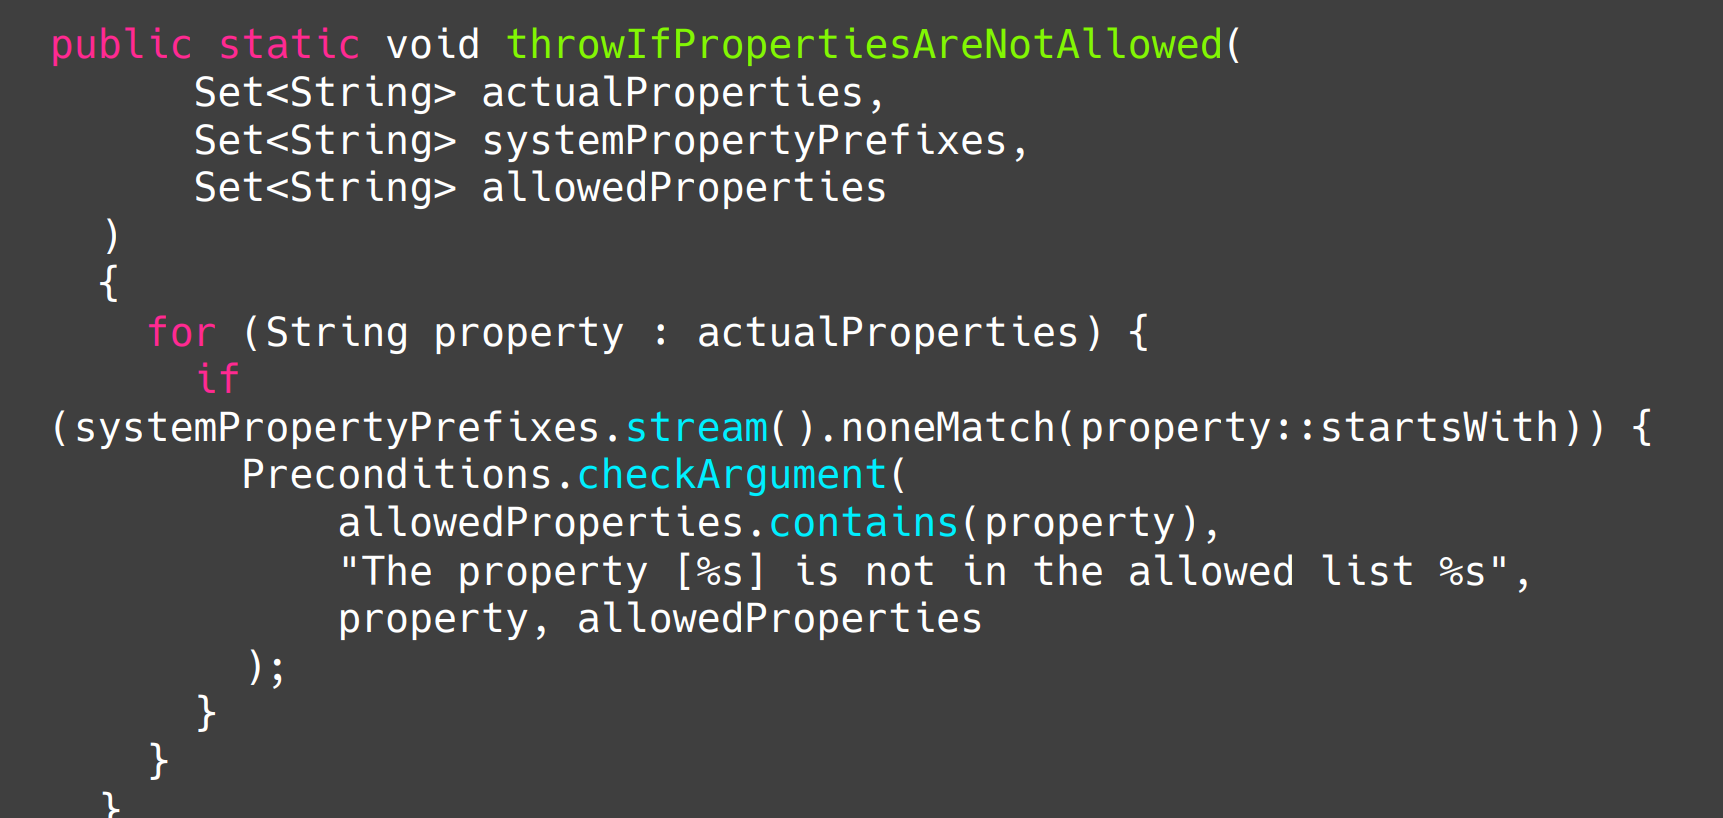 public static void throwIfPropertiesAreNotAllowed(
Set<String> actualProperties,
Set<String> systemPropertyPrefixes,
Set<String> allowedProperties
)
{
for (String property : actualProperties) {
if
(systemPropertyPrefixes.stream().noneMatch(property::startsWith)) {
Preconditions.checkArgument(
allowedProperties.contains(property),
"The property [%s] is not in the allowed list %s",
property, allowedProperties
);
}
}
}